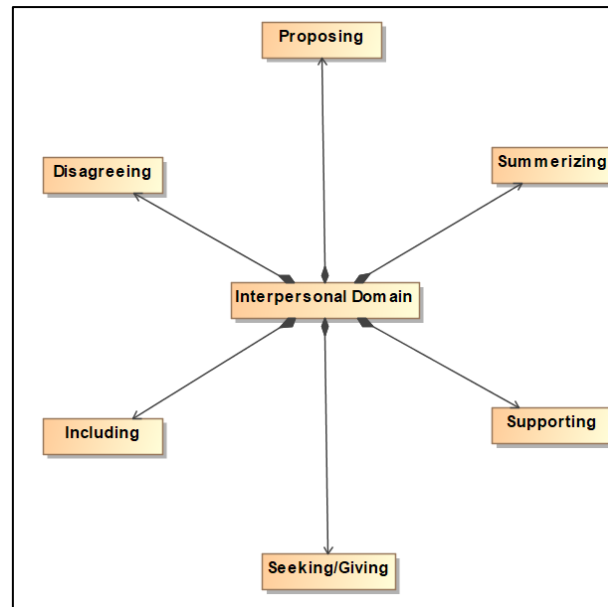 Proposing
Disagreeing
Summerizing
Interpersonal Domain
Including
Supporting
Seeking/Giving